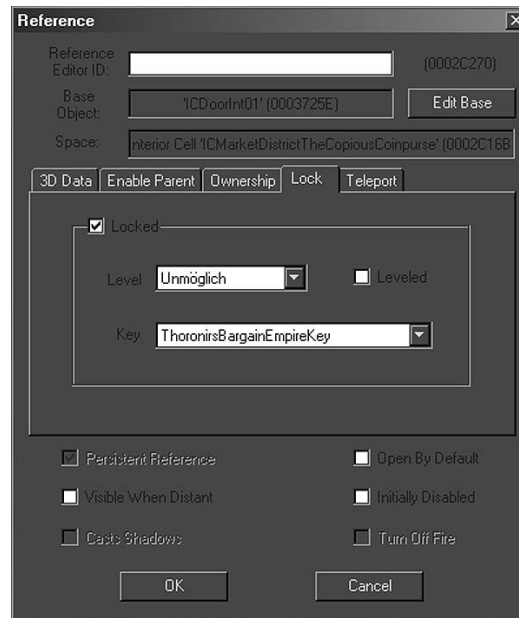 Reference
Reference
Editor ID:
(0002C270)
Base
Object:
'ICDoorInt01' (0003725E)
Edit Base
Space:
nterior Cell 'ICMarketDistrictTheCopiousCoinpurse' (0002C16B
3D Data Enable Parent Ownership Lock Teleport
Locked
Level Unmöglich Leveled
Key ThoronirsBargainEmpireKey
Persistent Reference Open By Default
Visible When Distant Initially Disabled
Casts Shadows Turn Off Fire
OK Cancel